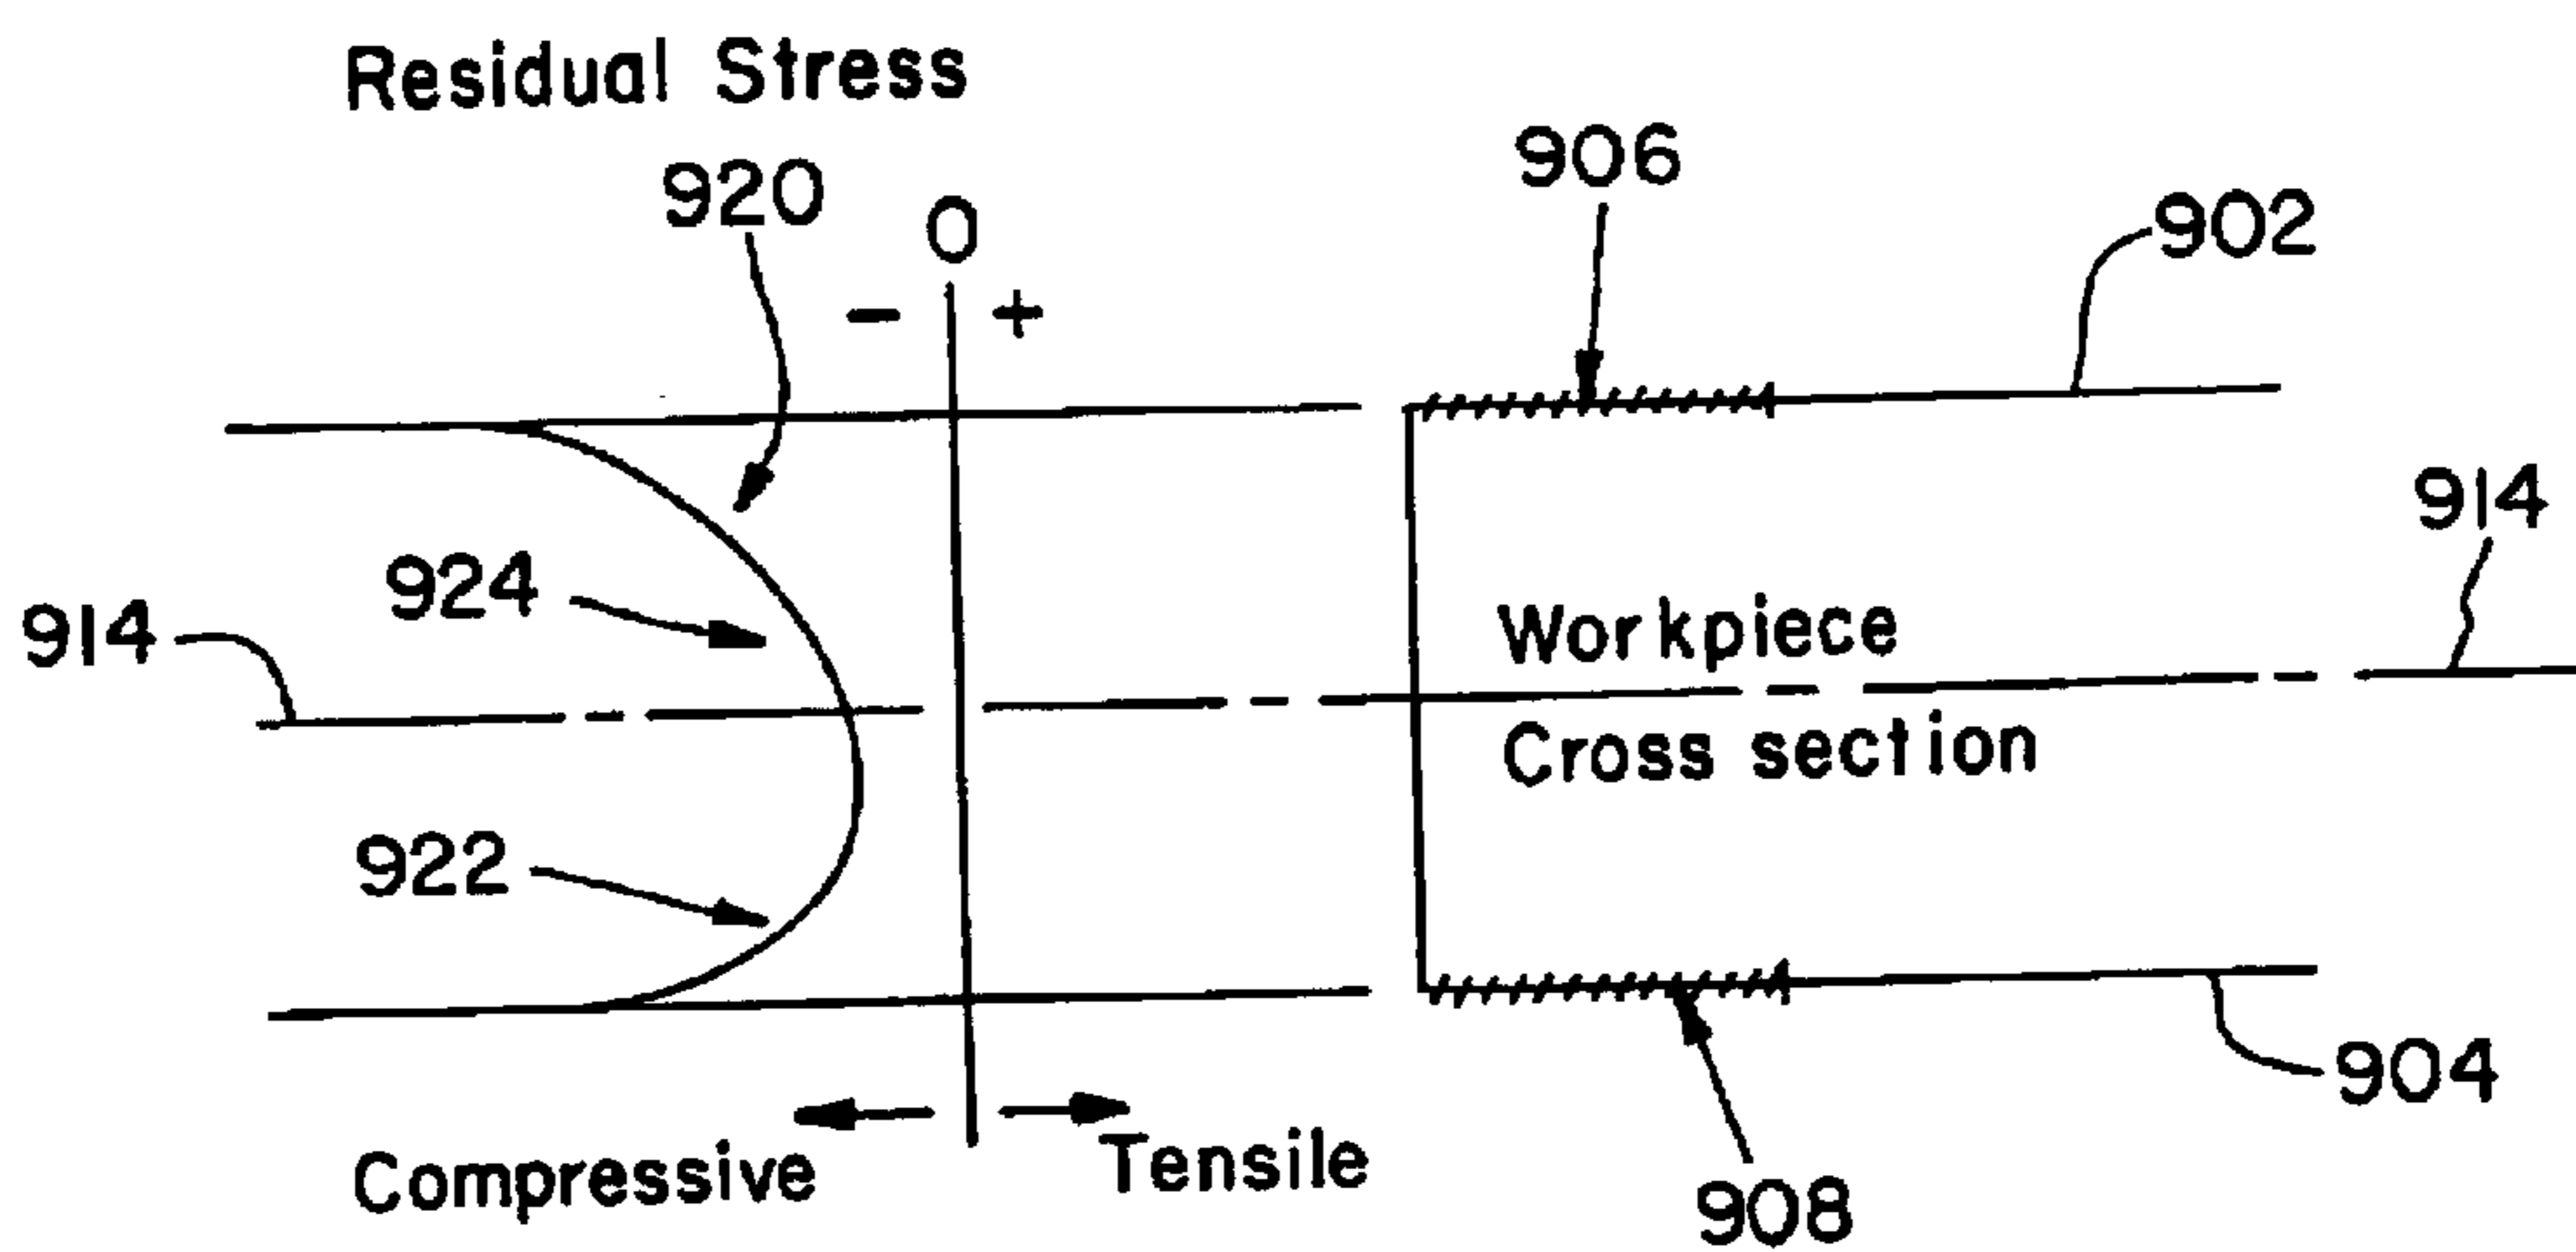 Residual Stress
920
0
- +
906
902
914
924
914
Workpiece
Cross section
922
904
Compressive
Tensile
908